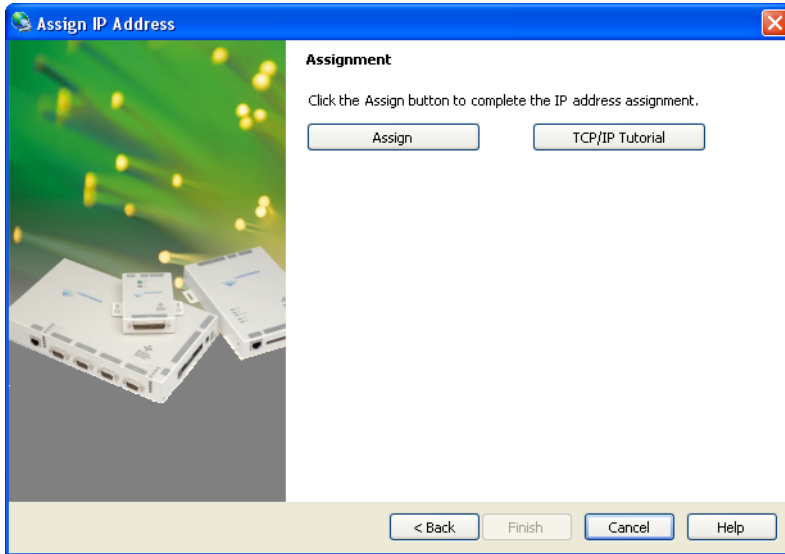 Assign IP Address
Assignment
Click the Assign button to complete the IP address assignment.
Assign TCP/IP Tutorial
< Back Finish Cancel Help